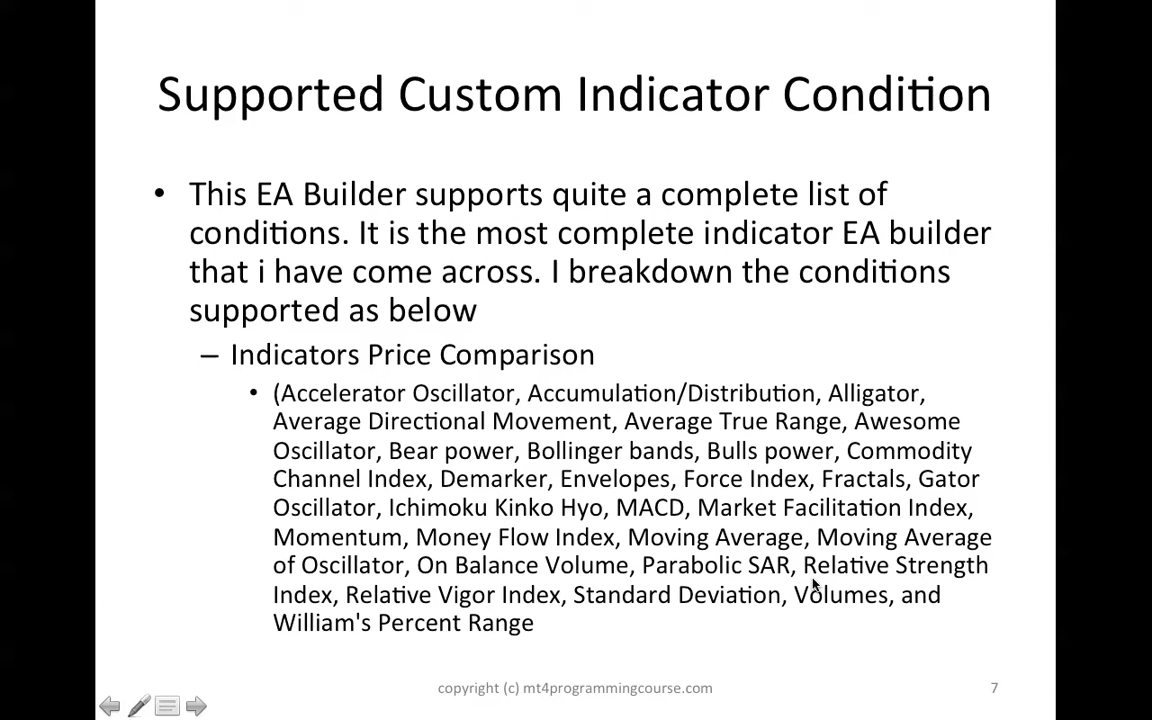 Supported Custom Indicator Condition
• This EA Builder supports quite a complete list of
conditions. It is the most complete indicator EA builder
that i have come across. I breakdown the conditions
supported as below
– Indicators Price Comparison
• (Accelerator Oscillator, Accumulation/Distribution, Alligator,
Average Directional Movement, Average True Range, Awesome
Oscillator, Bear power, Bollinger bands, Bulls power, Commodity
Channel Index, Demarker, Envelopes, Force Index, Fractals, Gator
Oscillator, Ichimoku Kinko Hyo, MACD, Market Facilitation Index,
Momentum, Money Flow Index, Moving Average, Moving Average
of Oscillator, On Balance Volume, Parabolic SAR, Relative Strength
Index, Relative Vigor Index, Standard Deviation, Volumes, and
William's Percent Range
copyright (c) mt4programmingcourse.com
7